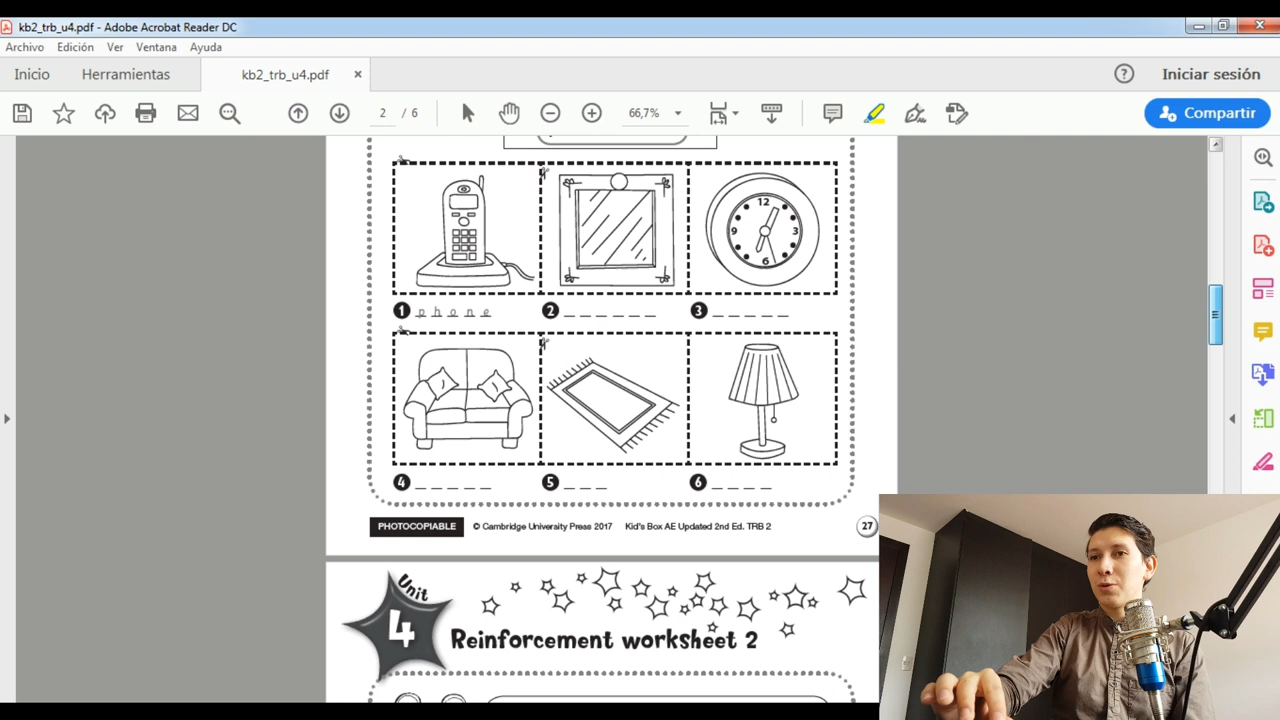 kb2_trb_u4.pdf - Adobe Acrobat Reader DC
Archivo Edición Ver Ventana Ayuda
Inicio Herramientas kb2_trb_u4.pdf × ? Iniciar sesión
2 / 6 66,7% Compartir
12
9 3
6
1 phone 2 _ _ _ _ _ _ 3 _ _ _ _ _
4 _ _ _ _ _ 5 _ _ _ 6 _ _ _ _
PHOTOCOPIABLE © Cambridge University Press 2017 Kid's Box AE Updated 2nd Ed. TRB 2 27
Unit
4
Reinforcement worksheet 2